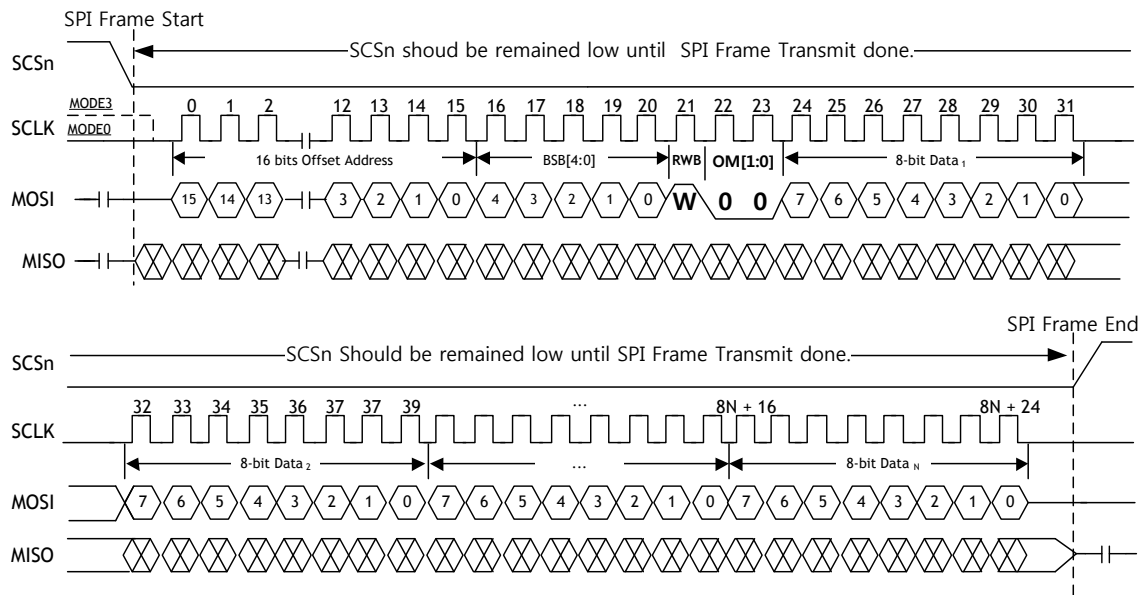 SPI Frame Start
SCSn shoud be remained low until SPI Frame Transmit done.
SCSn
MODE3
0 1 2 12 13 14 15 16 17 18 19 20 21 22 23 24 25 26 27 28 29 30 31
SCLK
MODE0
16 bits Offset Address BSB[4:0] RWB OM[1:0] 8-bit Data 1
MOSI 15 14 13 3 2 1 0 4 3 2 1 0 W 0 0 7 6 5 4 3 2 1 0
MISO
SPI Frame End
SCSn Should be remained low until SPI Frame Transmit done.
SCSn
32 33 34 35 36 37 37 39 ... 8N + 16 8N + 24
SCLK
8-bit Data 2 ... 8-bit Data N
MOSI 7 6 5 4 3 2 1 0 7 6 5 4 3 2 1 0 7 6 5 4 3 2 1 0
MISO